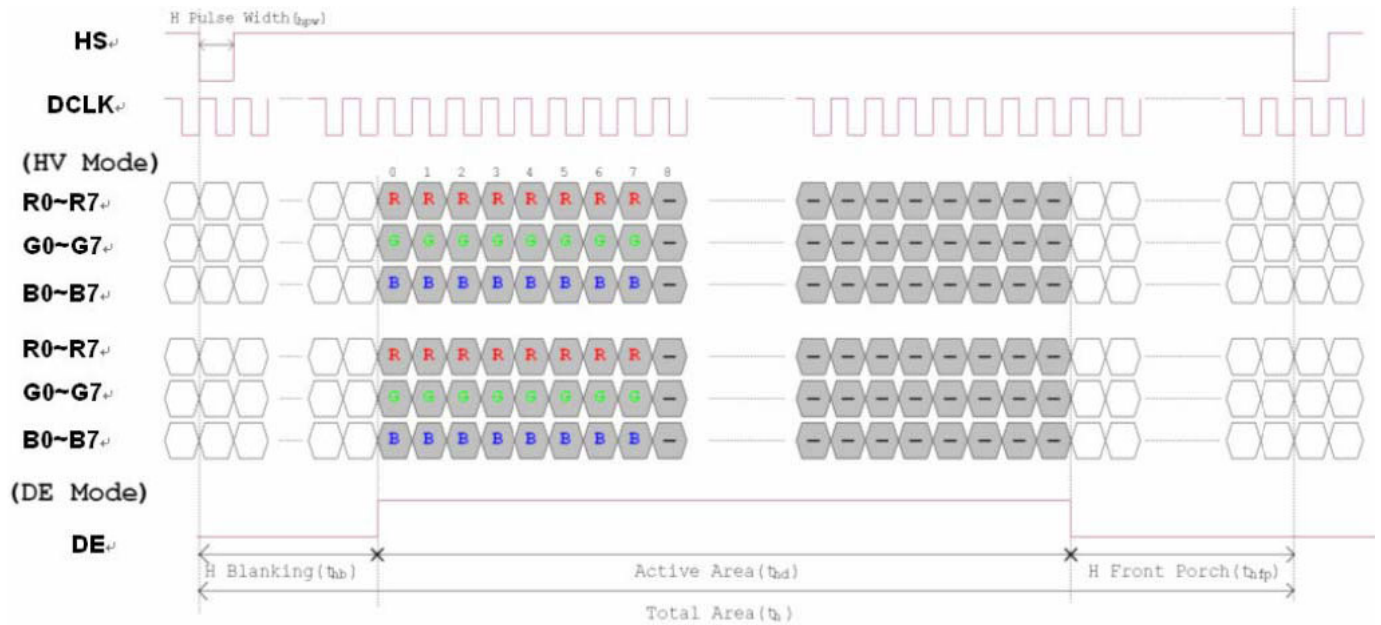 H Pulse Width(thpw)
HS↵
DCLK↵
(HV Mode)
0 1 2 3 4 5 6 7 8
R0~R7↵ R R R R R R R R — — — — — — — — —
G0~G7↵ G G G G G G G G — — — — — — — — —
B0~B7↵ B B B B B B B B — — — — — — — — —
R0~R7↵ R R R R R R R R — — — — — — — — —
G0~G7↵ G G G G G G G G — — — — — — — — —
B0~B7↵ B B B B B B B B — — — — — — — — —
(DE Mode)
DE↵
H Blanking(thb) Active Area(thd) H Front Porch(thfp)
Total Area(th)